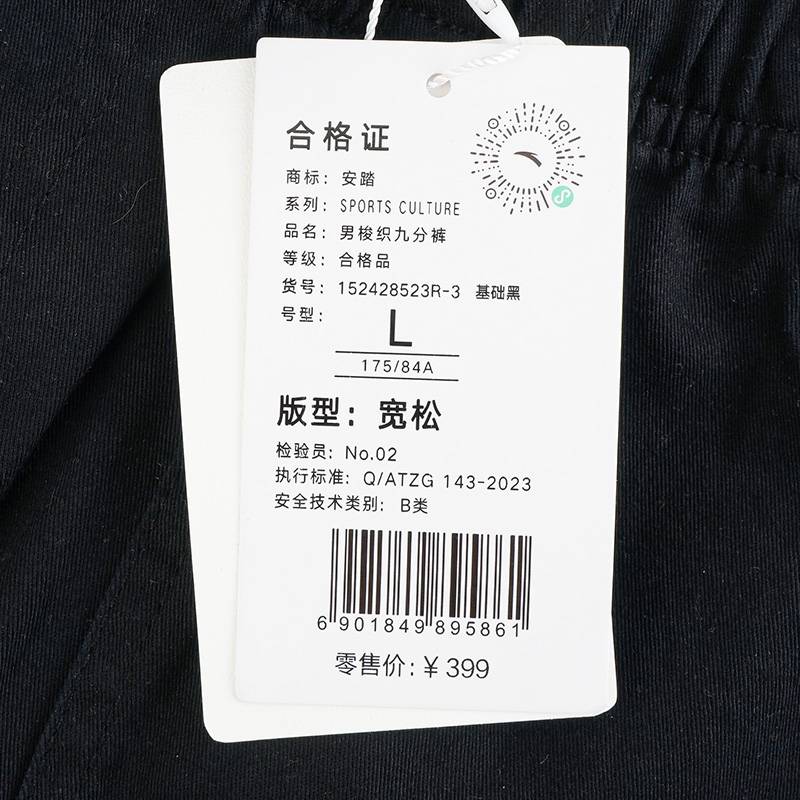 合格证
商标：安踏
系列：SPORTS CULTURE
品名：男梭织九分裤
等级：合格品
货号：152428523R-3 基础黑
号型：L
175/84A
版型：宽松
检验员：No.02
执行标准：Q/ATZG 143-2023
安全技术类别：B类
6901849895861
零售价：¥399